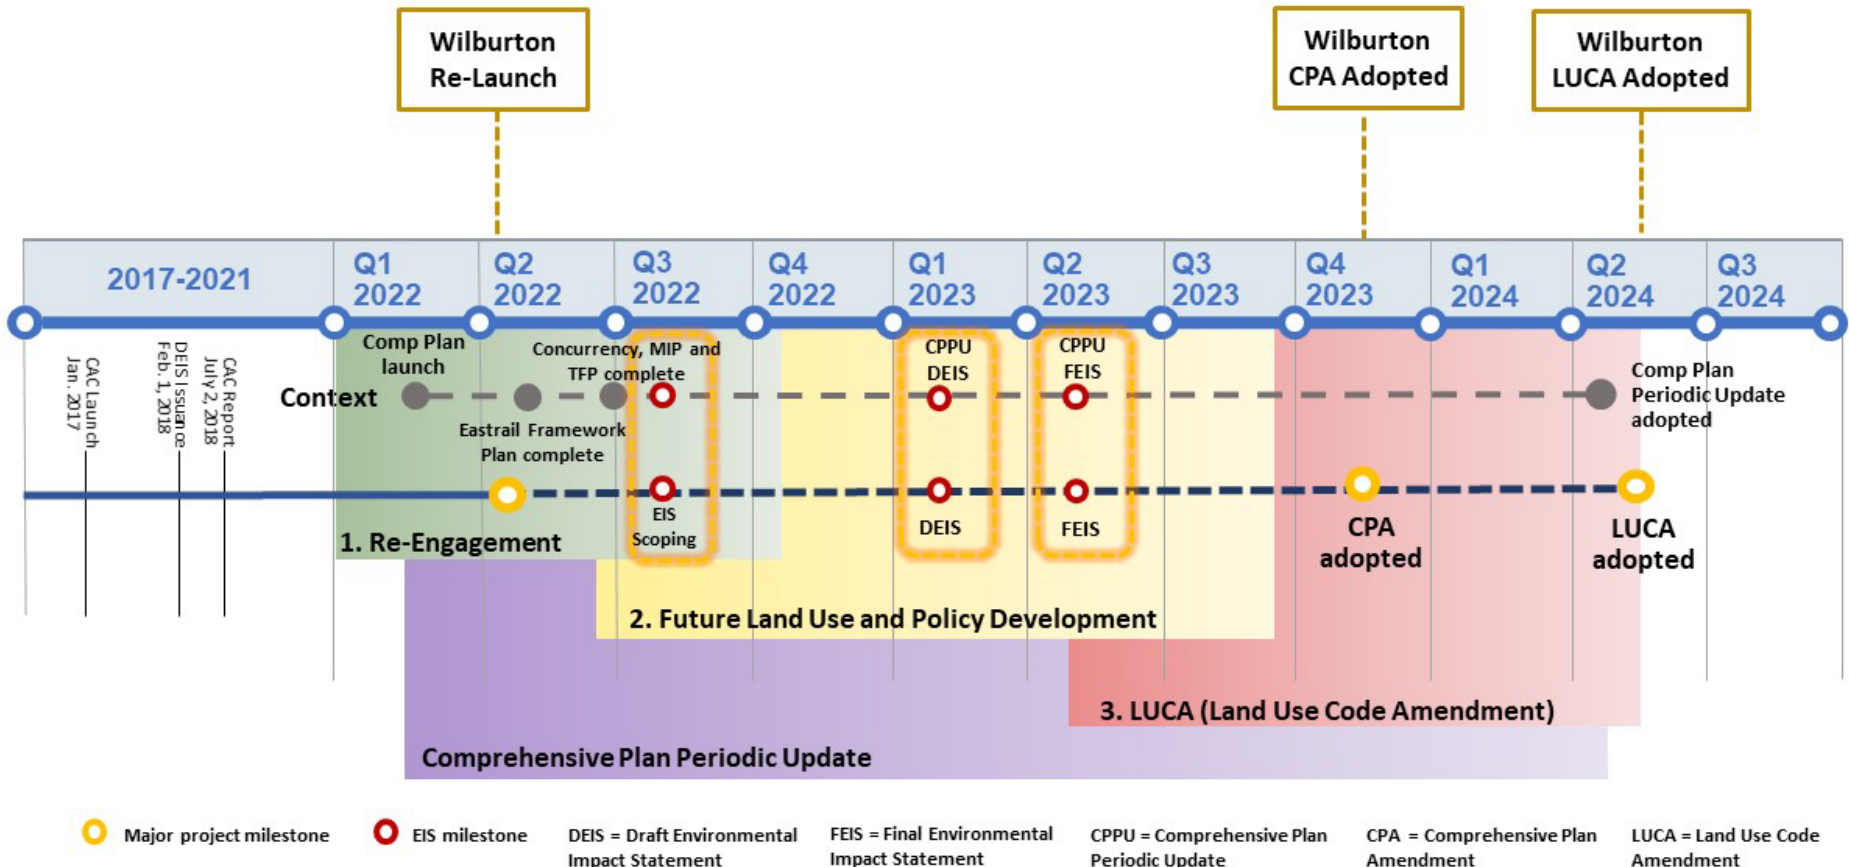 Wilburton
Re-Launch
Wilburton
CPA Adopted
Wilburton
LUCA Adopted
2017-2021
Q1
2022
Q2
2022
Q3
2022
Q4
2022
Q1
2023
Q2
2023
Q3
2023
Q4
2023
Q1
2024
Q2
2024
Q3
2024
CAC Launch
Jan. 2017
DEIS Issuance
Feb. 1, 2018
CAC Report
July 2, 2018
Context
Comp Plan
launch
Eastrail Framework
Plan complete
Concurrency, MIP and
TFP complete
EIS
Scoping
CPPU
DEIS
DEIS
CPPU
FEIS
FEIS
Comp Plan
Periodic Update
adopted
CPA
adopted
LUCA
adopted
1. Re-Engagement
2. Future Land Use and Policy Development
3. LUCA (Land Use Code Amendment)
Comprehensive Plan Periodic Update
Major project milestone
EIS milestone
DEIS = Draft Environmental
Impact Statement
FEIS = Final Environmental
Impact Statement
CPPU = Comprehensive Plan
Periodic Update
CPA = Comprehensive Plan
Amendment
LUCA = Land Use Code
Amendment